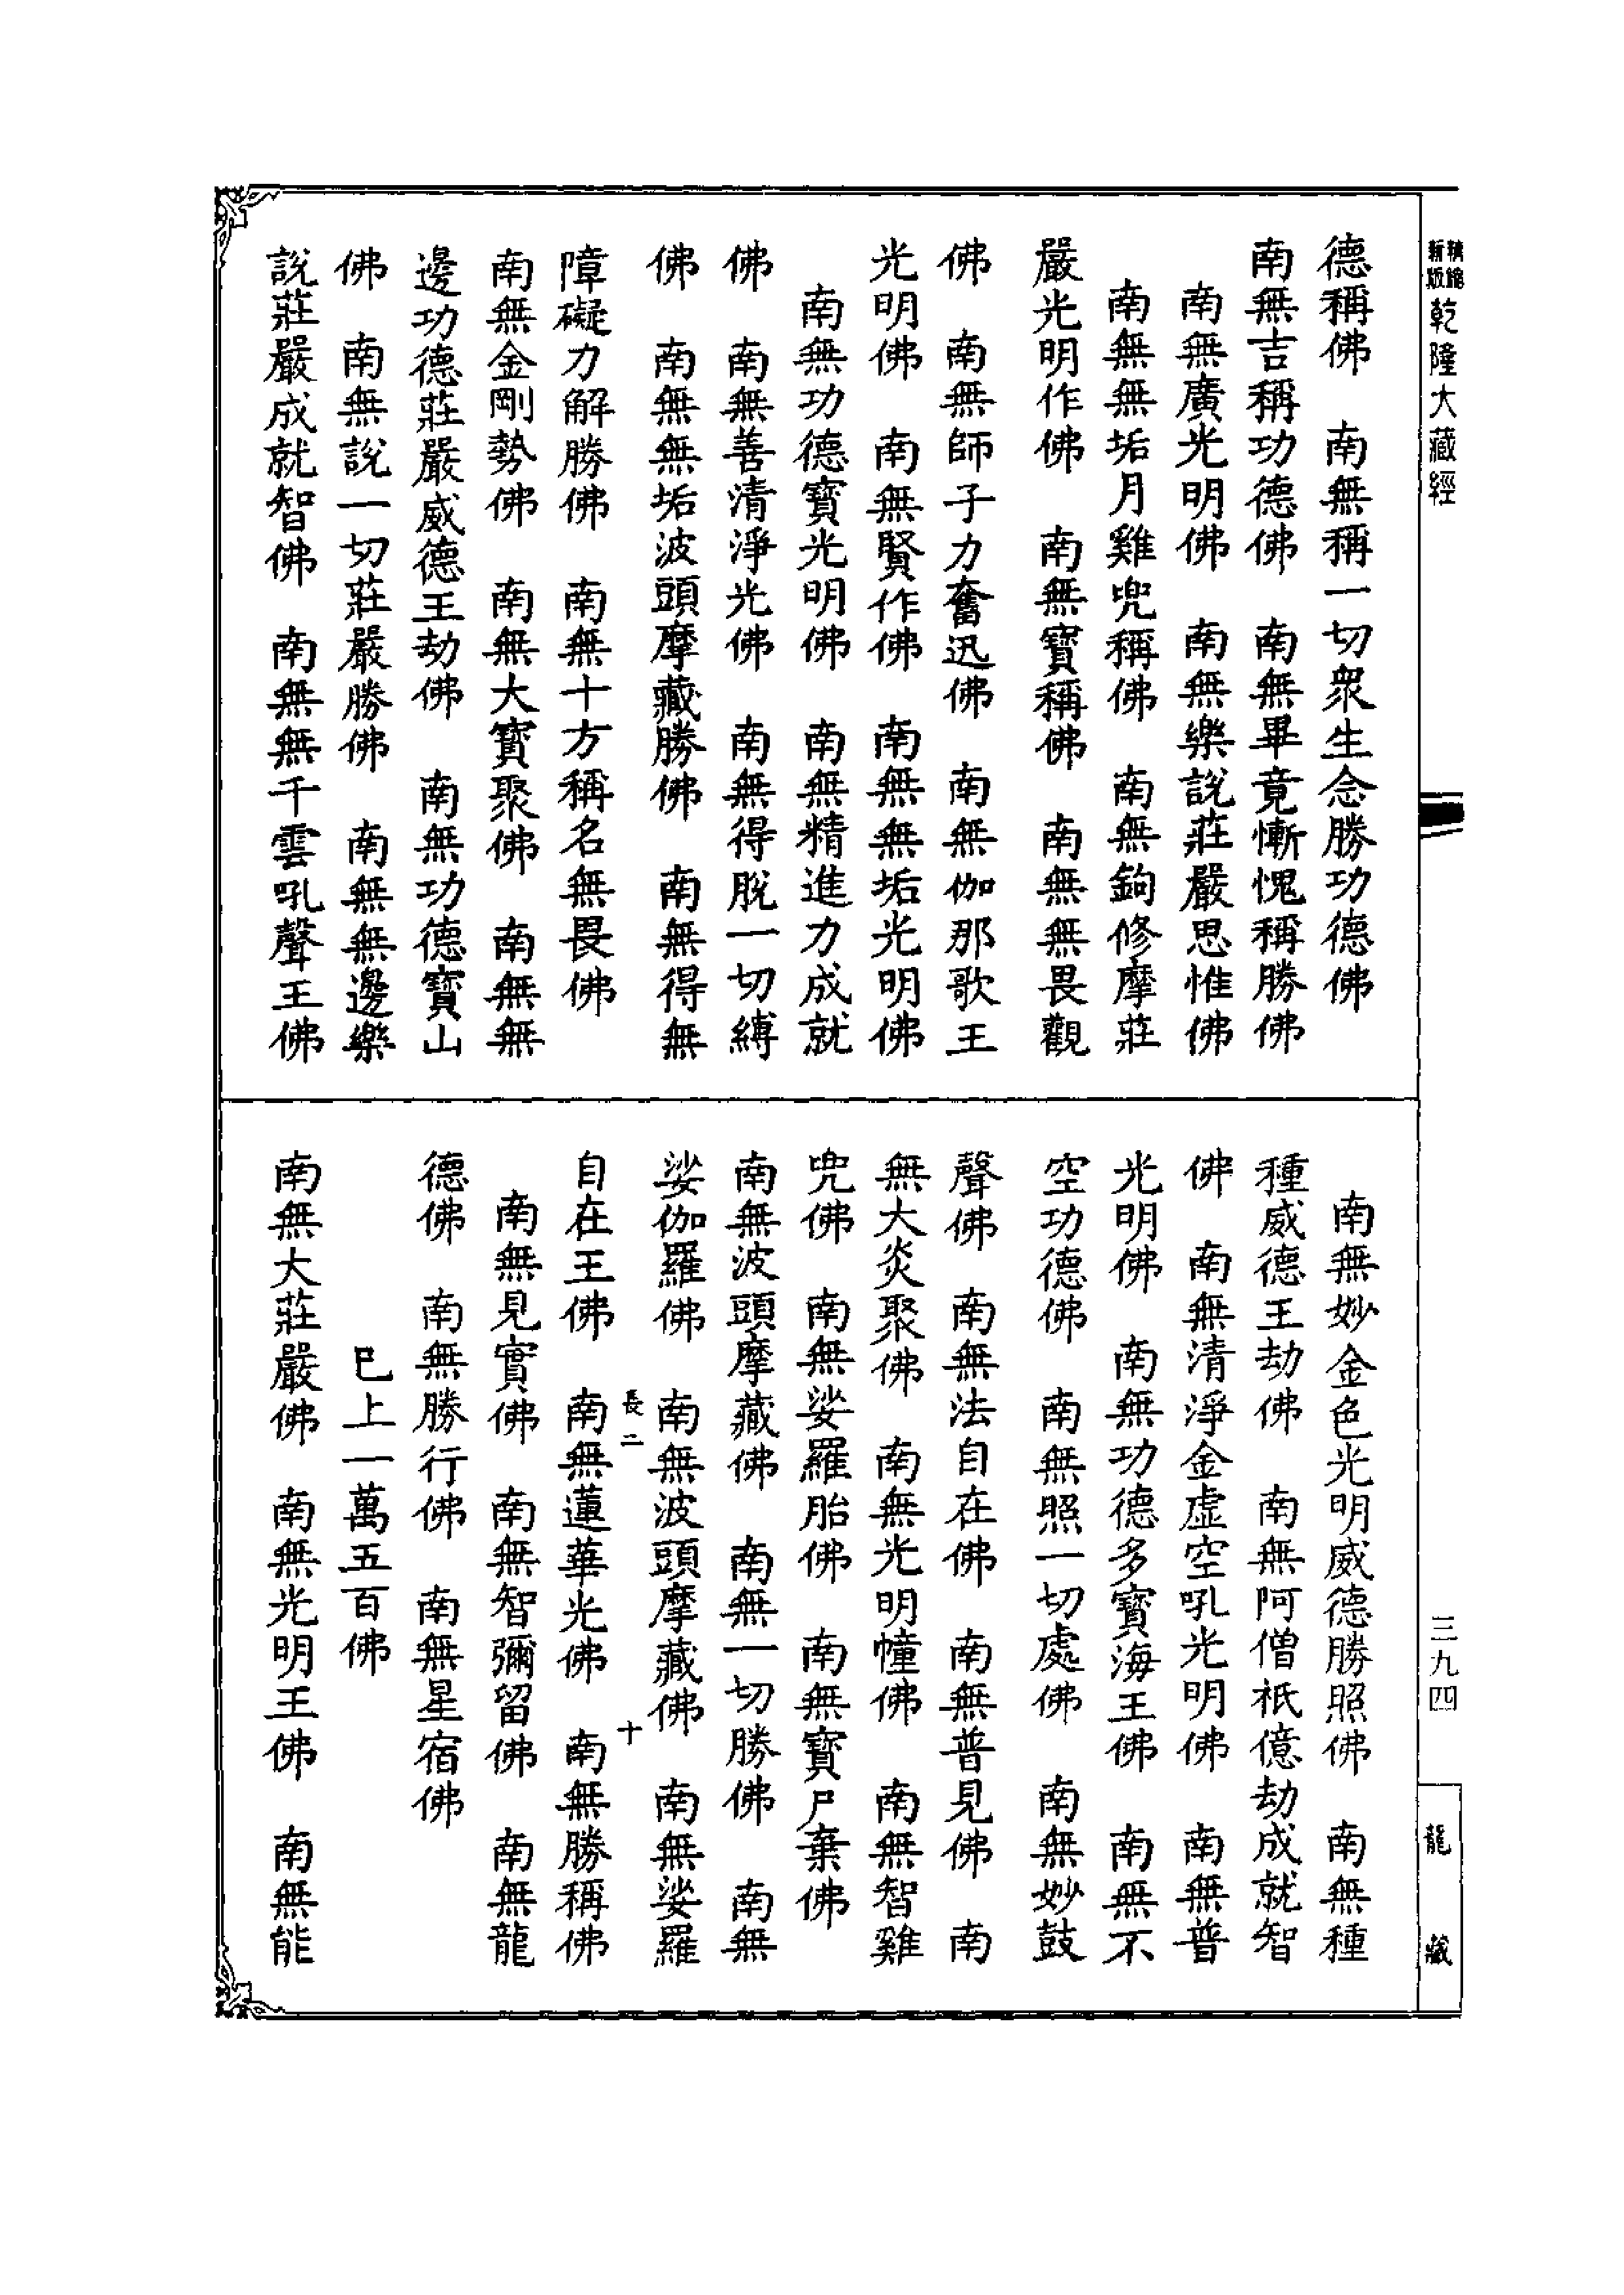 精縮
新版
乾隆大藏經
三九四
龍藏
德稱佛　南無稱一切衆生念勝功德佛
南無吉稱功德佛　南無畢竟慚愧稱勝佛
南無廣光明佛　南無樂說莊嚴思惟佛
南無無垢月雞兜稱佛　南無鉤修摩莊
嚴光明作佛　南無寶稱佛　南無無畏觀
佛　南無師子力奮迅佛　南無伽那歌王
光明佛　南無賢作佛　南無無垢光明佛
南無功德寶光明佛　南無精進力成就
佛　南無善清淨光佛　南無得脫一切縛
佛　南無無垢波頭摩藏勝佛　南無得無
障礙力解勝佛　南無十方稱名無畏佛
南無金剛勢佛　南無大寶聚佛　南無無
邊功德莊嚴威德王劫佛　南無功德寶山
佛　南無說一切莊嚴勝佛　南無無邊樂
說莊嚴成就智佛　南無無千雲吼聲王佛
南無妙金色光明威德勝照佛　南無種
種威德王劫佛　南無阿僧祇億劫成就智
佛　南無清淨金虛空吼光明佛　南無普
光明佛　南無功德多寶海王佛　南無不
空功德佛　南無照一切處佛　南無妙鼓
聲佛　南無法自在佛　南無普見佛　南
無大炎聚佛　南無光明幢佛　南無智雞
兜佛　南無娑羅胎佛　南無寶尸棄佛
南無波頭摩藏佛　南無一切勝佛　南無
娑伽羅佛　南無波頭摩藏佛　南無娑羅
長二　十
自在王佛　南無蓮華光佛　南無勝稱佛
南無見實佛　南無智彌留佛　南無龍
德佛　南無勝行佛　南無星宿佛
巳上一萬五百佛
南無大莊嚴佛　南無光明王佛　南無能